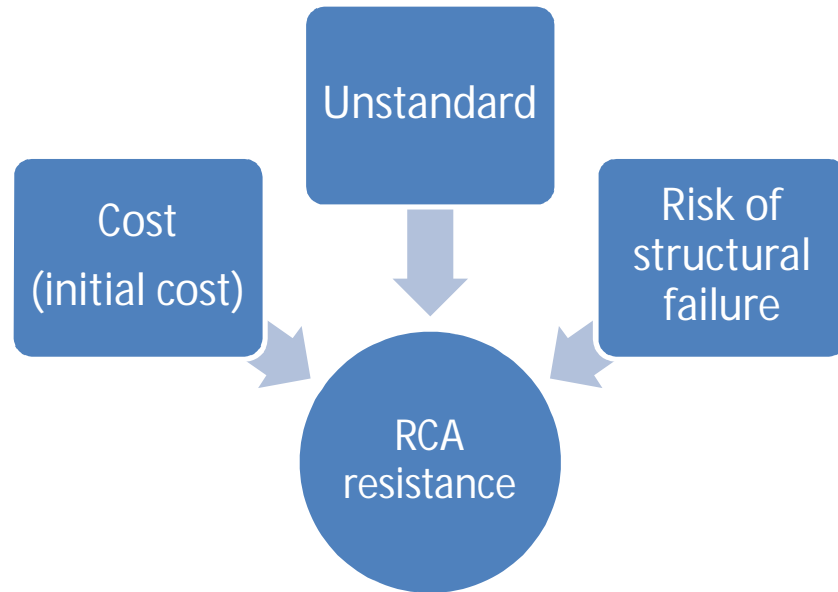 Unstandard
Cost
(initial cost)
Risk of
structural
failure
RCA
resistance